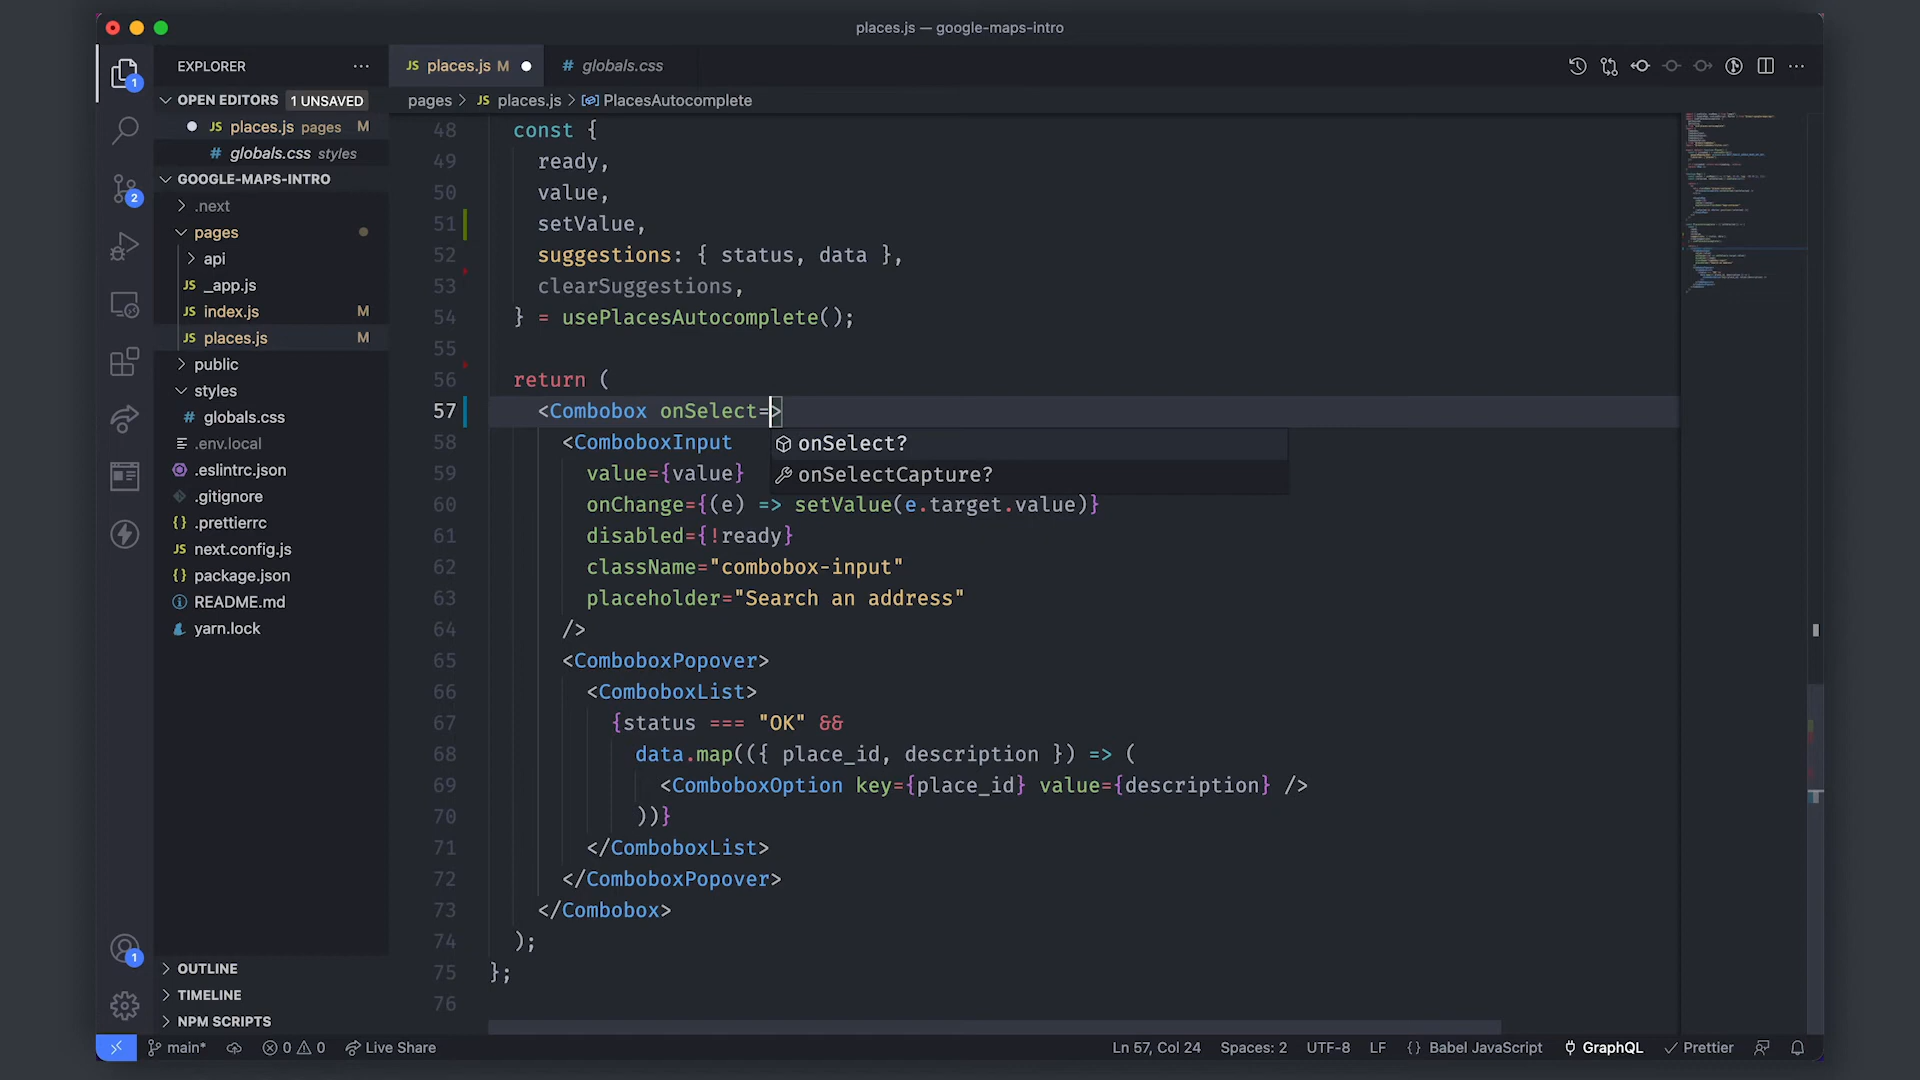 places.js — google-maps-intro
EXPLORER
JS places.js M
# globals.css
OPEN EDITORS 1 UNSAVED
JS places.js pages M
# globals.css styles
GOOGLE-MAPS-INTRO
.next
pages
api
JS _app.js
JS index.js M
JS places.js M
public
styles
# globals.css
.env.local
.eslintrc.json
.gitignore
{} .prettierrc
JS next.config.js
{} package.json
README.md
yarn.lock
OUTLINE
TIMELINE
NPM SCRIPTS
1
2
1
pages > JS places.js > PlacesAutocomplete
48 const {
49 ready,
50 value,
51 setValue,
52 suggestions: { status, data },
53 clearSuggestions,
54 } = usePlacesAutocomplete();
55
56 return (
57 <Combobox onSelect=>
58 <ComboboxInput
onSelect?
59 value={value}
onSelectCapture?
60 onChange={(e) => setValue(e.target.value)}
61 disabled={!ready}
62 className="combobox-input"
63 placeholder="Search an address"
64 />
65 <ComboboxPopover>
66 <ComboboxList>
67 {status === "OK" &&
68 data.map(({ place_id, description }) => (
69 <ComboboxOption key={place_id} value={description} />
70 ))}
71 </ComboboxList>
72 </ComboboxPopover>
73 </Combobox>
74 );
75 };
76
main* 0 0 Live Share
Ln 57, Col 24 Spaces: 2 UTF-8 LF {} Babel JavaScript GraphQL Prettier